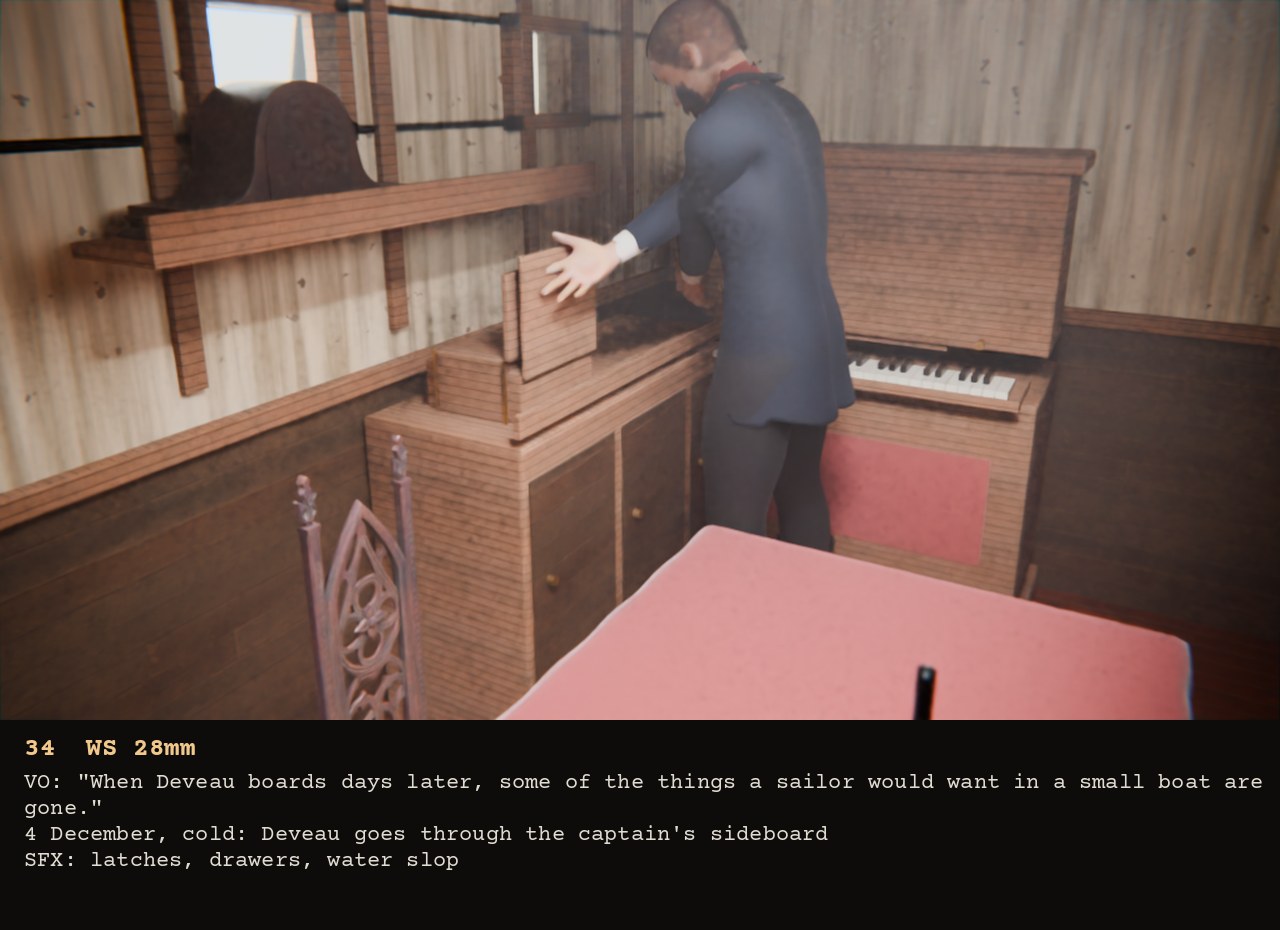 34  WS 28mm
VO: "When Deveau boards days later, some of the things a sailor would want in a small boat are
gone."
4 December, cold: Deveau goes through the captain's sideboard
SFX: latches, drawers, water slop